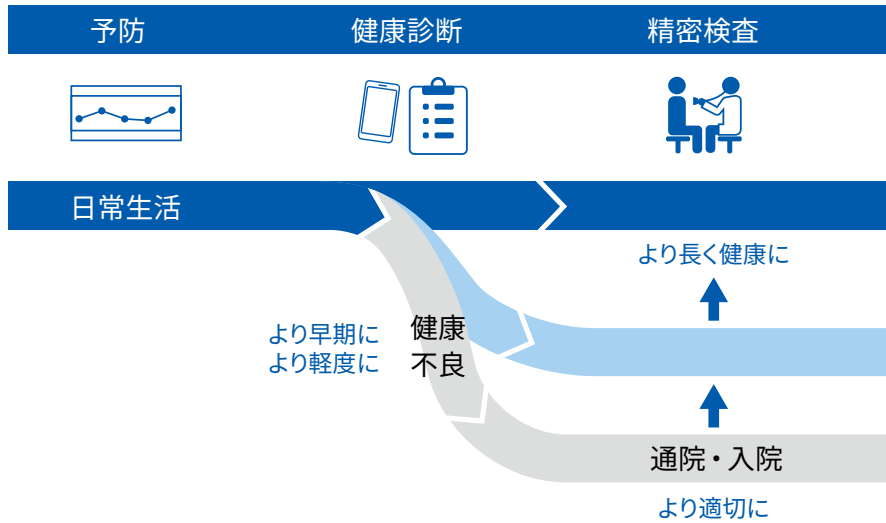 予防
健康診断
精密検査
日常生活
より長く健康に
より早期に
より軽度に
健康
不良
通院・入院
より適切に